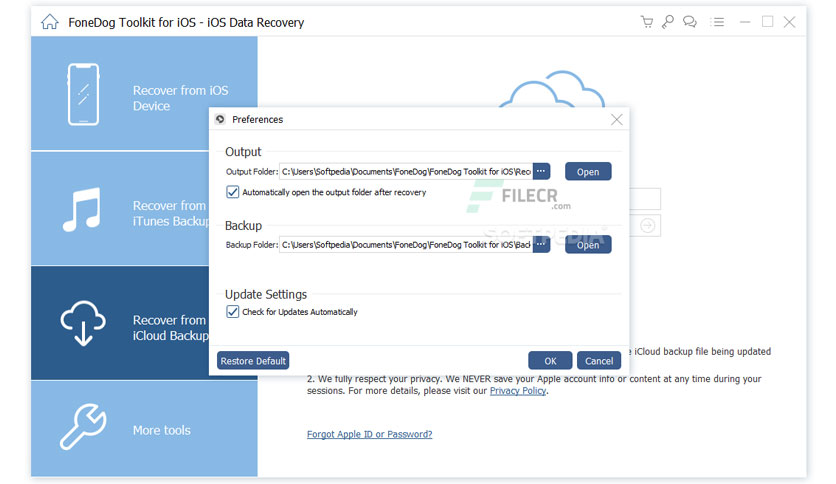 FoneDog Toolkit for iOS - iOS Data Recovery
Recover from iOS
Device
Recover from
iTunes Backup
Recover from
iCloud Backup
More tools
Preferences
Output
Output Folder: C:\Users\Softpedia\Documents\FoneDog\FoneDog Toolkit for iOS\Rec ... Open
Automatically open the output folder after recovery
FILECR
.com
Backup
SOFTPEDIA
Backup Folder: C:\Users\Softpedia\Documents\FoneDog\FoneDog Toolkit for iOS\Back ... Open
Update Settings
Check for Updates Automatically
Restore Default OK Cancel
iCloud backup file being updated
2. We fully respect your privacy. We NEVER save your Apple account info or content at any time during your
sessions. For more details, please visit our Privacy Policy.
Forgot Apple ID or Password?